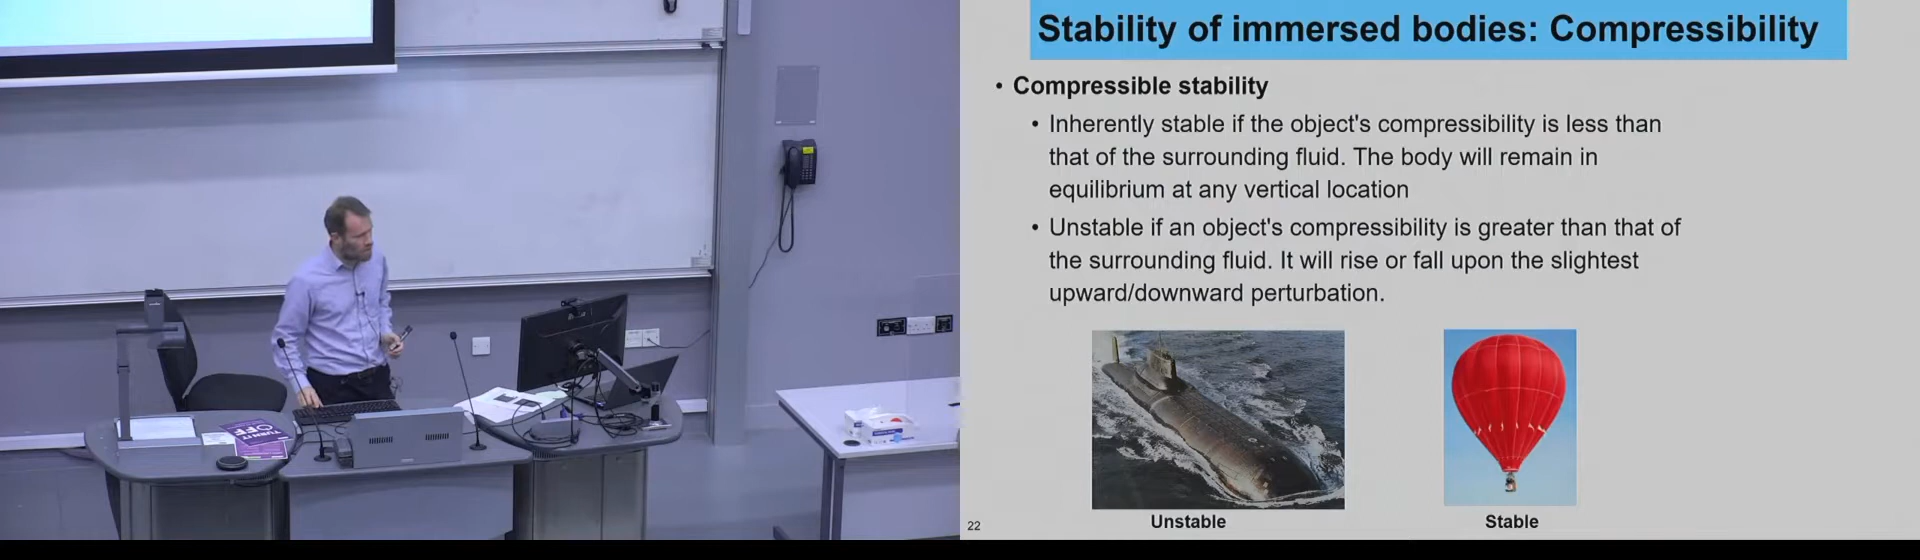 Stability of immersed bodies: Compressibility
• Compressible stability
• Inherently stable if the object's compressibility is less than
that of the surrounding fluid. The body will remain in
equilibrium at any vertical location
• Unstable if an object's compressibility is greater than that of
the surrounding fluid. It will rise or fall upon the slightest
upward/downward perturbation.
Unstable
Stable
22
TURN IT
OFF